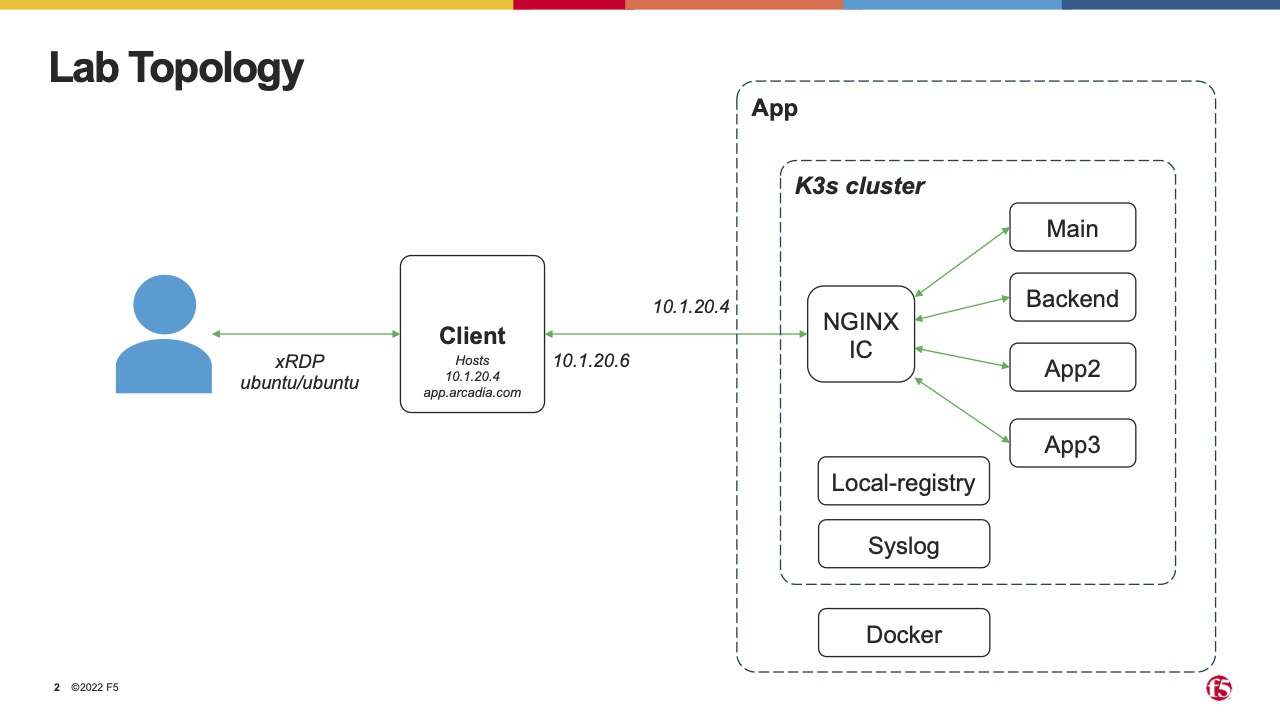 Lab Topology
App
K3s cluster
Main
Backend
App2
App3
NGINX
IC
Local-registry
Syslog
Docker
10.1.20.4
10.1.20.6
Client
Hosts
10.1.20.4
app.arcadia.com
xRDP
ubuntu/ubuntu
2 ©2022 F5
f5